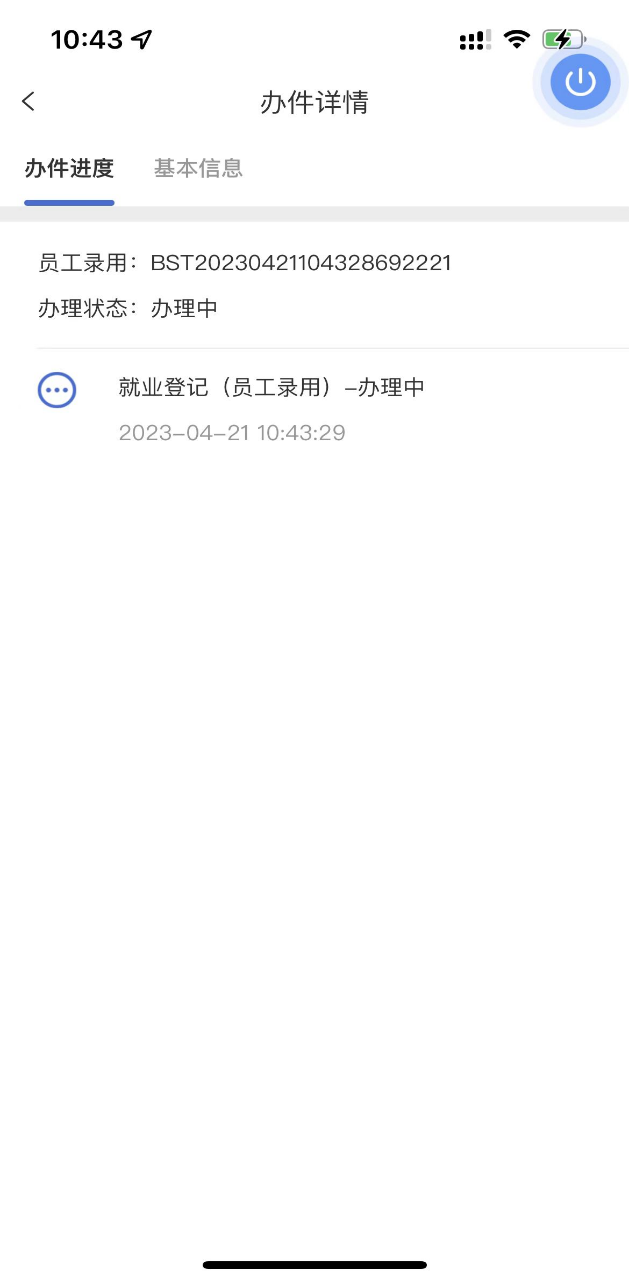 10:43
办件详情
办件进度 基本信息
员工录用：BST20230421104328692221
办理状态：办理中
就业登记（员工录用）-办理中
2023-04-21 10:43:29